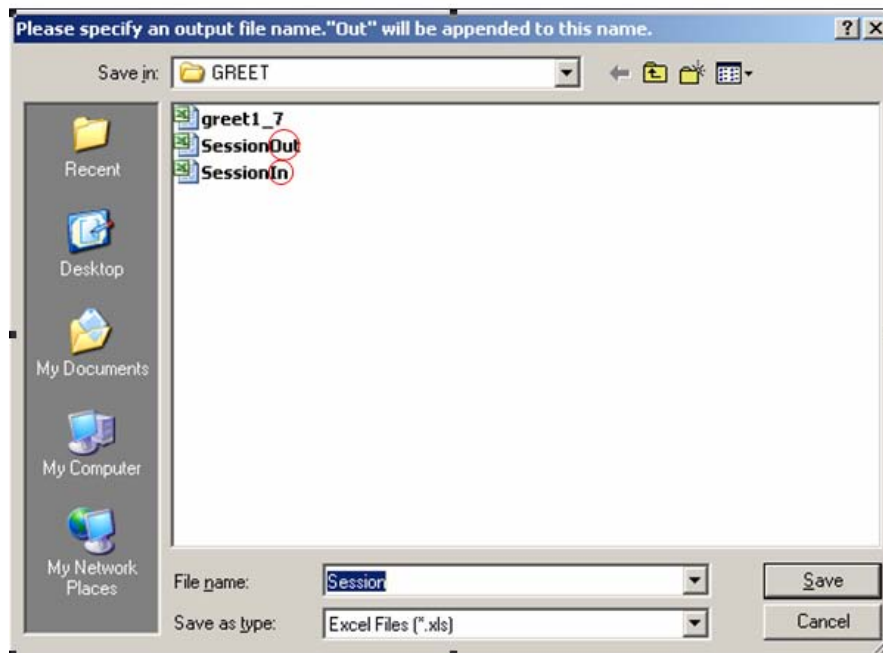 Please specify an output file name."Out" will be appended to this name.
Save in:
GREET
greet1_7
SessionOut
SessionIn
Recent
Desktop
My Documents
My Computer
My Network
Places
File name:
Session
Save
Save as type:
Excel Files (*.xls)
Cancel